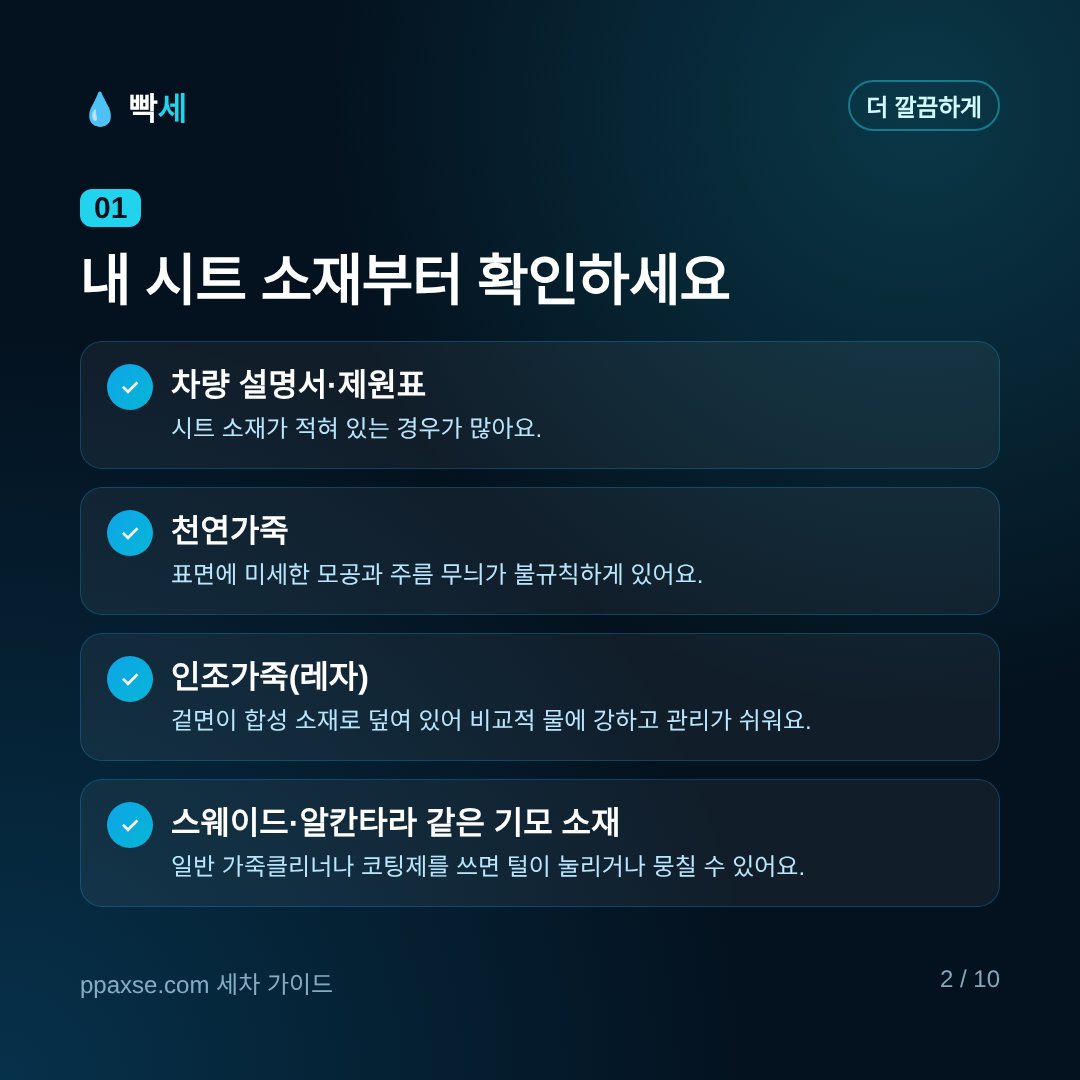 빡세
더 깔끔하게
01
내 시트 소재부터 확인하세요
차량 설명서·제원표
시트 소재가 적혀 있는 경우가 많아요.
천연가죽
표면에 미세한 모공과 주름 무늬가 불규칙하게 있어요.
인조가죽(레자)
겉면이 합성 소재로 덮여 있어 비교적 물에 강하고 관리가 쉬워요.
스웨이드·알칸타라 같은 기모 소재
일반 가죽클리너나 코팅제를 쓰면 털이 눌리거나 뭉칠 수 있어요.
ppaxse.com 세차 가이드
2 / 10